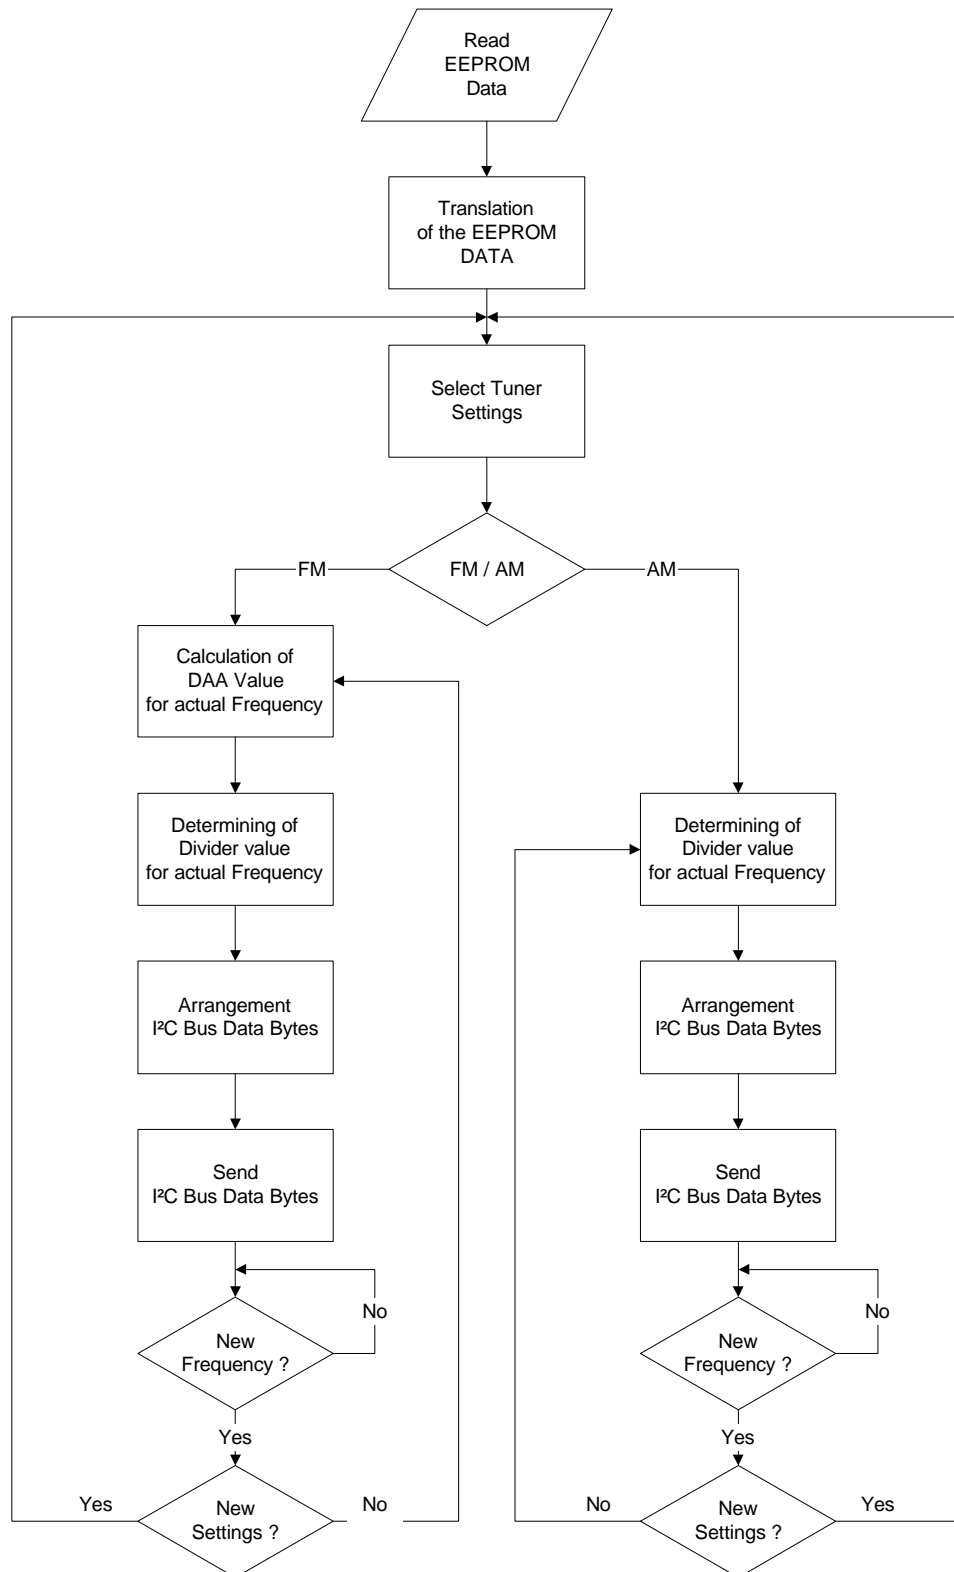 Read
EEPROM
Data
Translation
of the EEPROM
DATA
Select Tuner
Settings
FM
FM / AM
AM
Calculation of
DAA Value
for actual Frequency
Determining of
Divider value
for actual Frequency
Determining of
Divider value
for actual Frequency
Arrangement
I²C Bus Data Bytes
Arrangement
I²C Bus Data Bytes
Send
I²C Bus Data Bytes
Send
I²C Bus Data Bytes
No
New
Frequency ?
No
New
Frequency ?
Yes
Yes
Yes
New
Settings ?
No
No
New
Settings ?
Yes